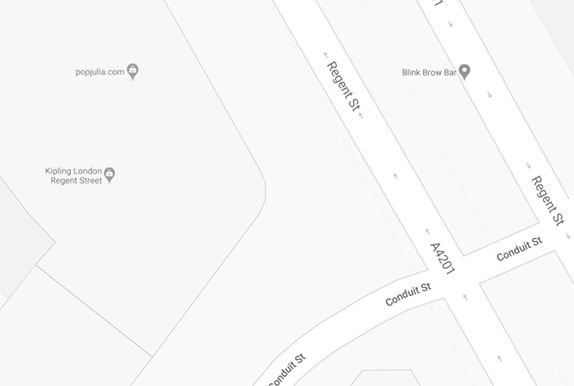 popjulia.com
Regent St
Blink Brow Bar
Kipling London
Regent Street
Regent St
A4201
Conduit St
Conduit St
Conduit St